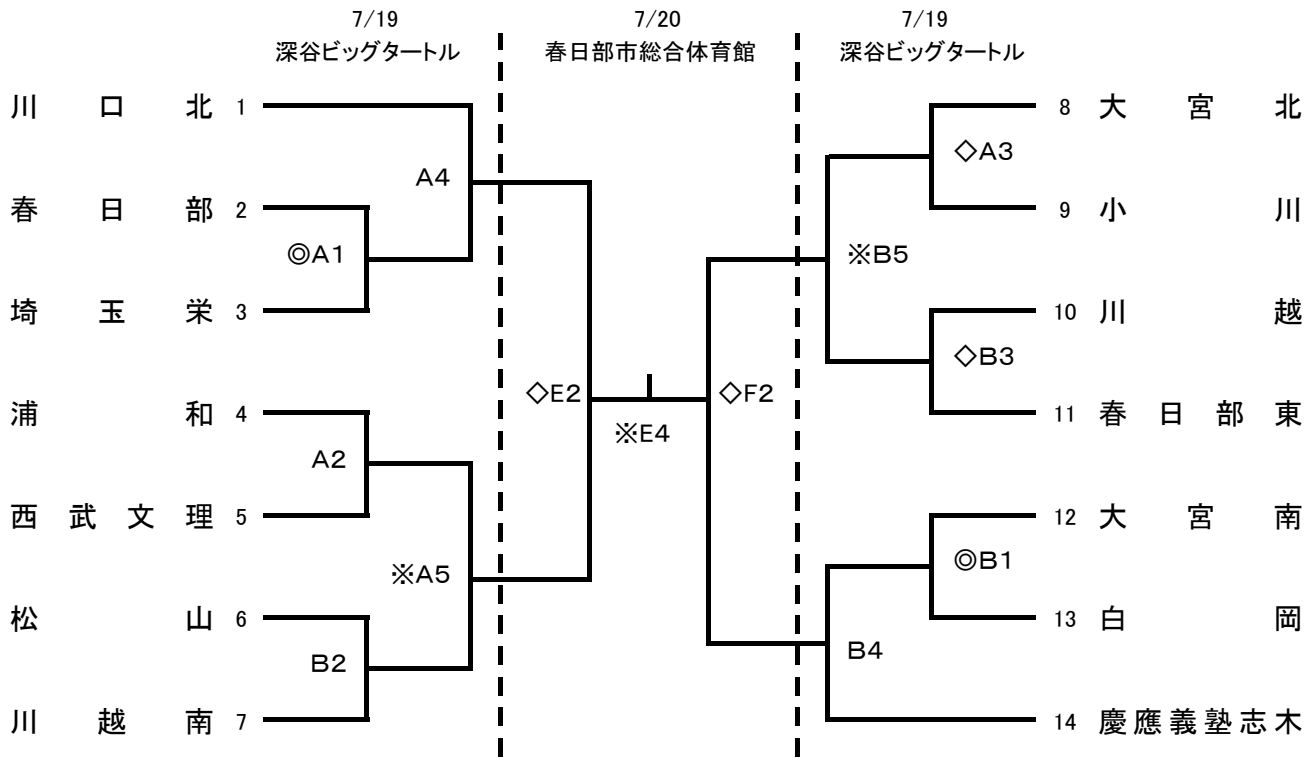 7/19 7/20 7/19
深谷ビッグタートル 春日部市総合体育館 深谷ビッグタートル
川口北 1 8 大宮北
◇A3
A4
春日部 2 9 小川
◎A1 ※B5
埼玉栄 3 10 川越
◇B3
◇E2 ◇F2
浦和 4 11 春日部東
※E4
A2
西武文理 5 12 大宮南
◎B1
※A5
松山 6 13 白岡
B2 B4
川越南 7 14 慶應義塾志木